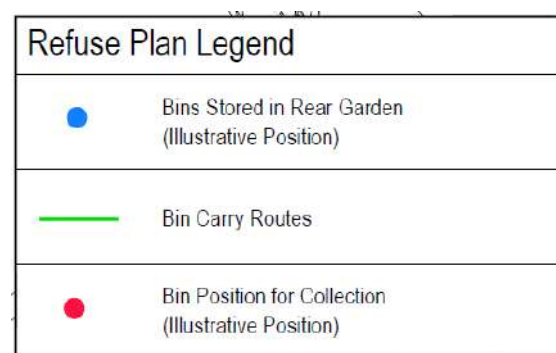 Refuse Plan Legend
Bins Stored in Rear Garden
(Illustrative Position)
Bin Carry Routes
Bin Position for Collection
(Illustrative Position)